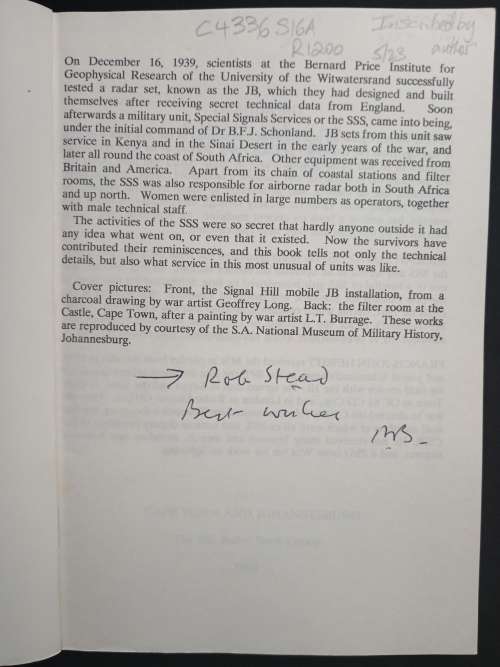 C4336 S16A
Inscribed by
author
R1200
5/23
On December 16, 1939, scientists at the Bernard Price Institute for
Geophysical Research of the University of the Witwatersrand successfully
tested a radar set, known as the JB, which they had designed and built
themselves after receiving secret technical data from England. Soon
afterwards a military unit, Special Signals Services or the SSS, came into being,
under the initial command of Dr B.F.J. Schonland. JB sets from this unit saw
service in Kenya and in the Sinai Desert in the early years of the war, and
later all round the coast of South Africa. Other equipment was received from
Britain and America. Apart from its chain of coastal stations and filter
rooms, the SSS was also responsible for airborne radar both in South Africa
and up north. Women were enlisted in large numbers as operators, together
with male technical staff.
The activities of the SSS were so secret that hardly anyone outside it had
any idea what went on, or even that it existed. Now the survivors have
contributed their reminiscences, and this book tells not only the technical
details, but also what service in this most unusual of units was like.
Cover pictures: Front, the Signal Hill mobile JB installation, from a
charcoal drawing by war artist Geoffrey Long. Back: the filter room at the
Castle, Cape Town, after a painting by war artist L.T. Burrage. These works
are reproduced by courtesy of the S.A. National Museum of Military History,
Johannesburg.
→ Rob Stead
Best wishes